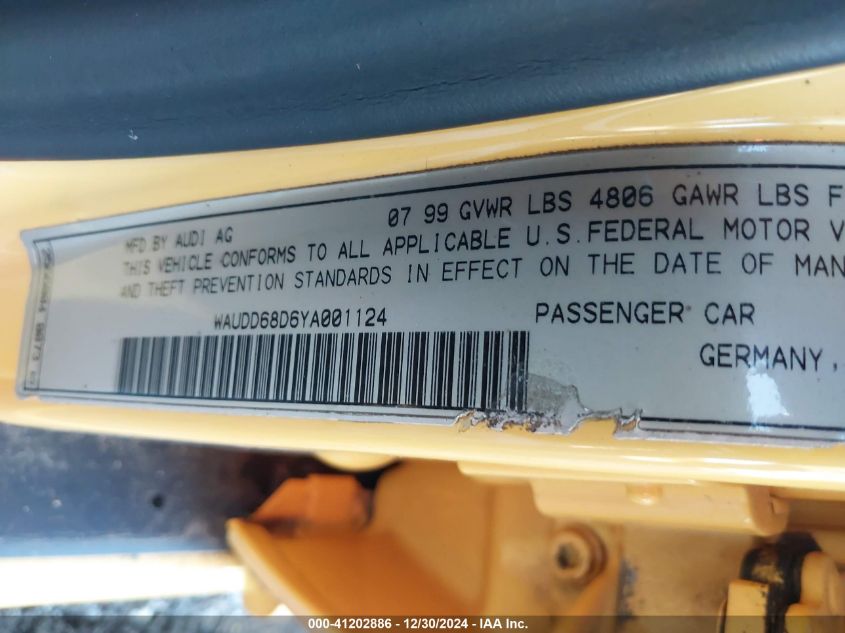 07 99 GVWR LBS 4806 GAWR LBS F
MFD BY AUDI AG
THIS VEHICLE CONFORMS TO ALL APPLICABLE U.S. FEDERAL MOTOR V
AND THEFT PREVENTION STANDARDS IN EFFECT ON THE DATE OF MAN
WAUDD68D6YA001124 PASSENGER CAR
GERMANY,
000-41202886 - 12/30/2024 - IAA Inc.